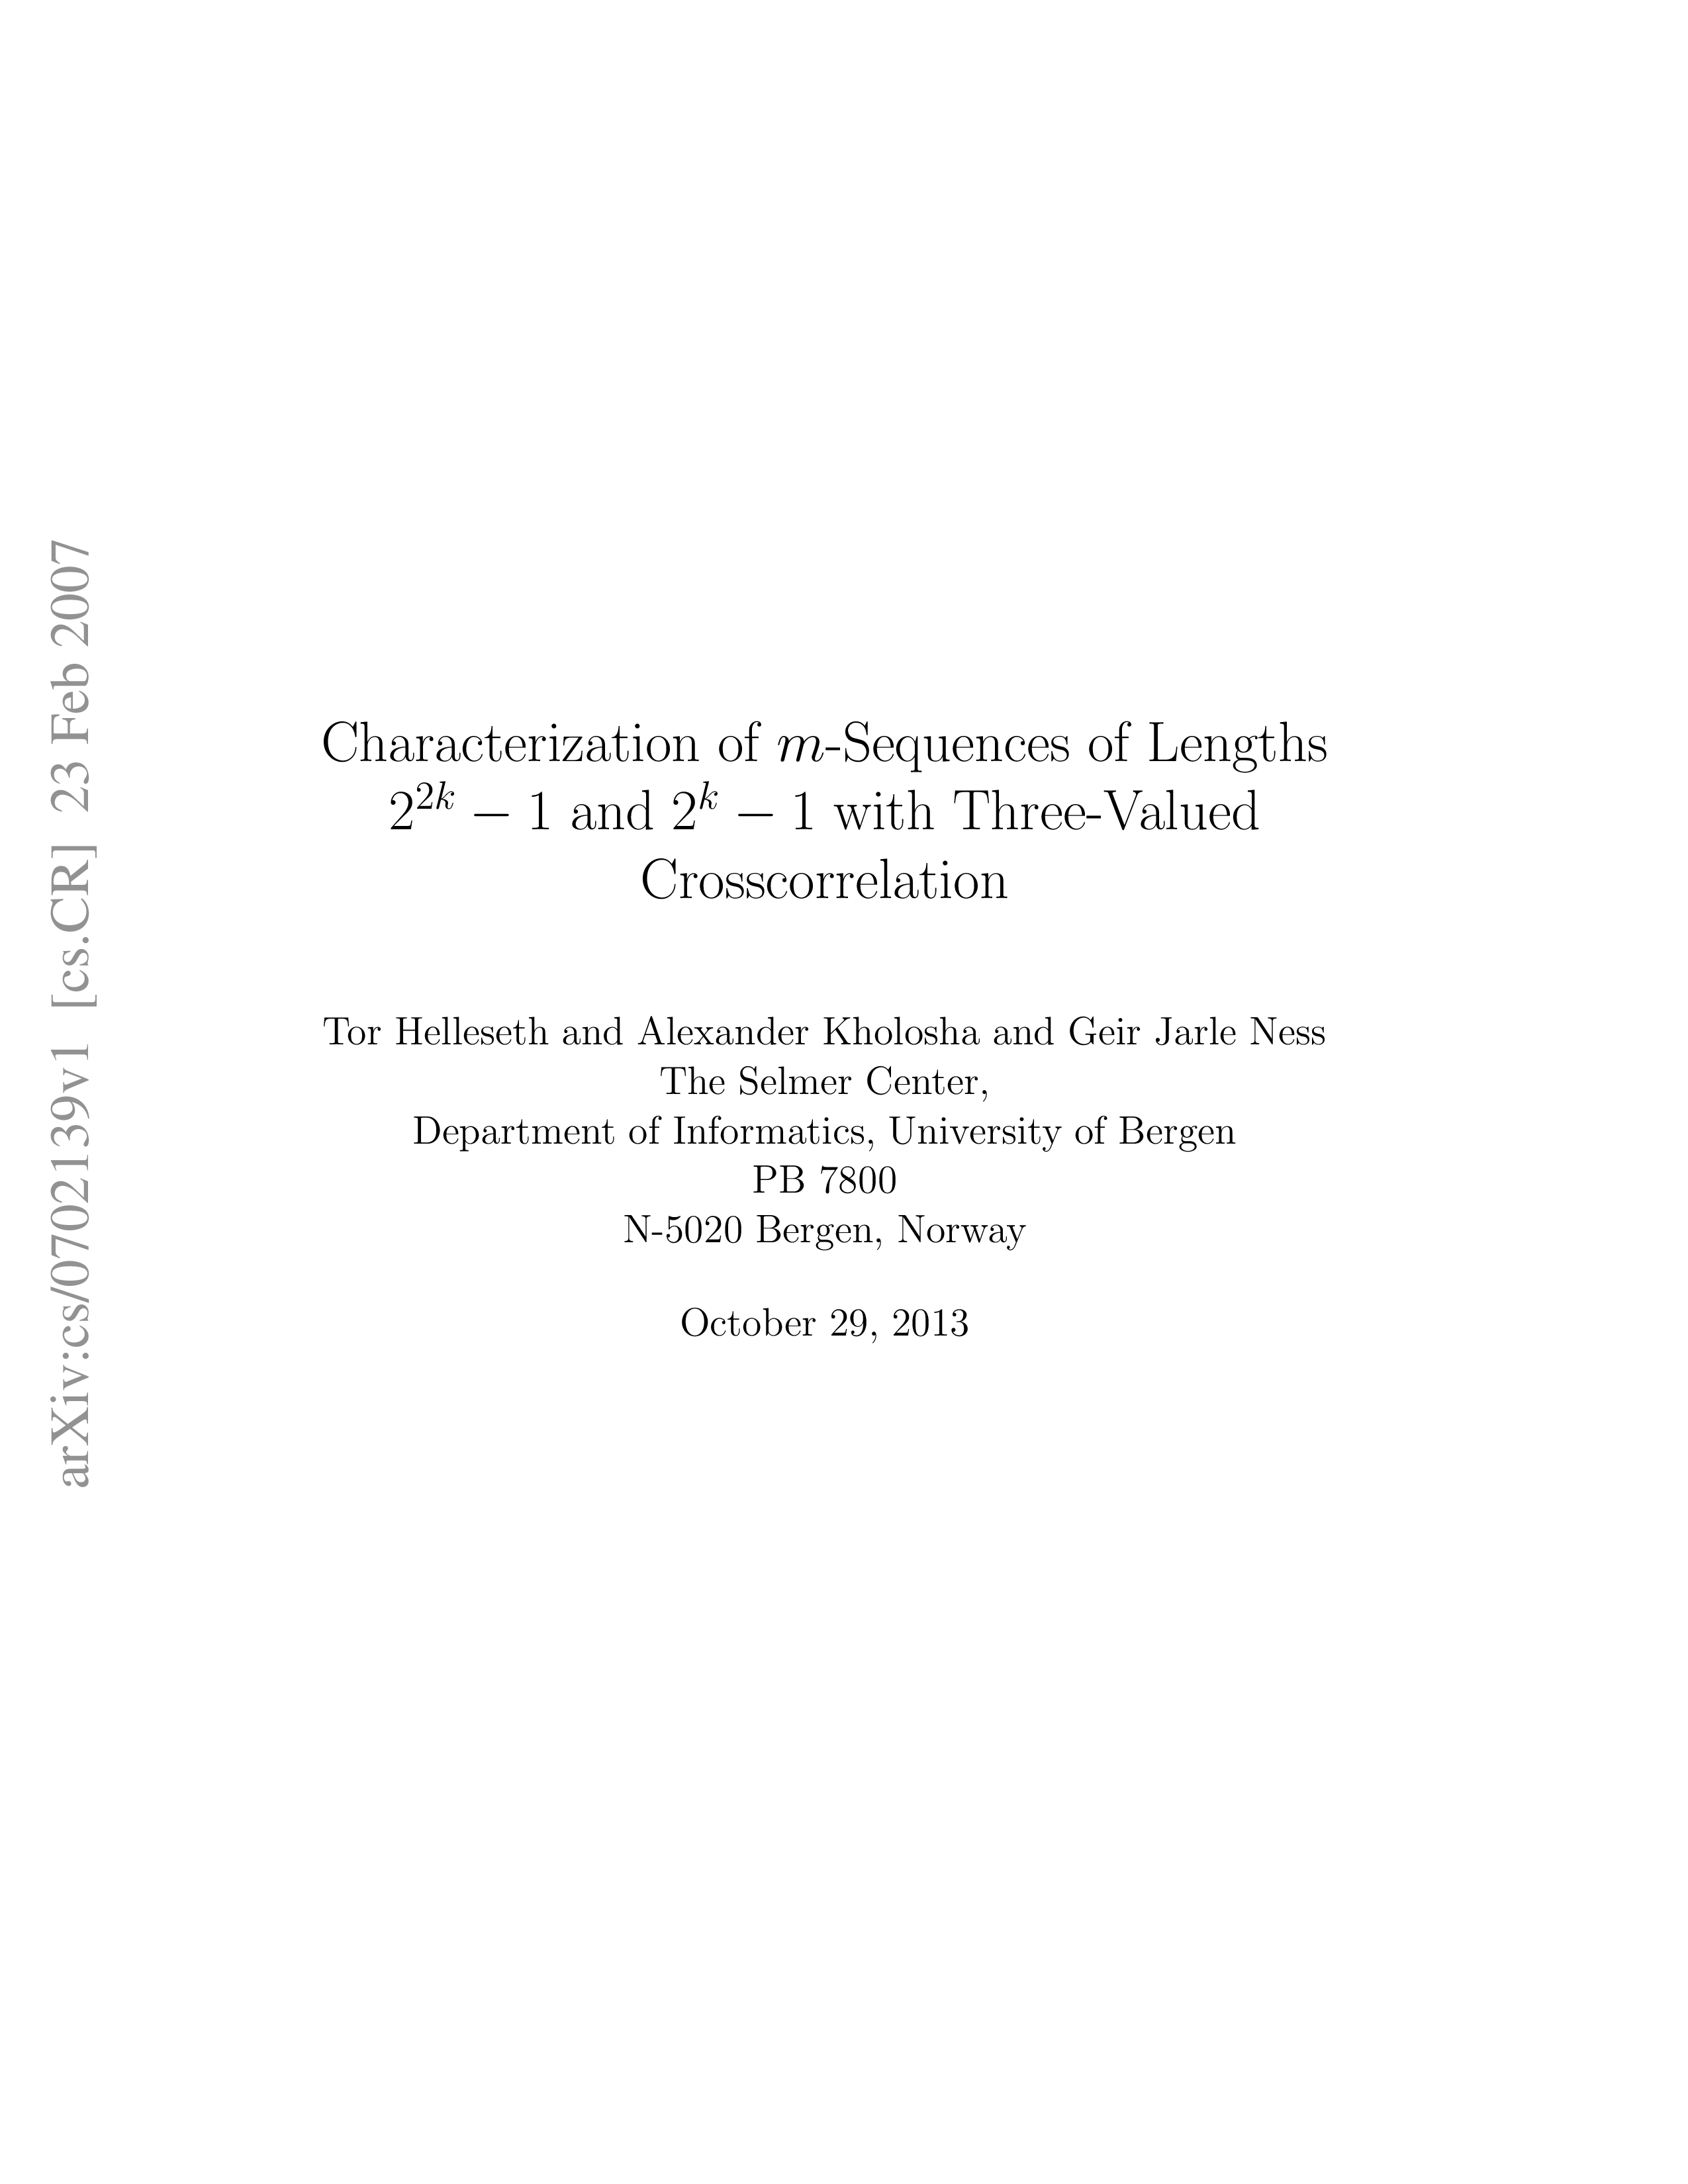 arXiv:cs/0702139v1 [cs.CR] 23 Feb 2007
Characterization of m-Sequences of Lengths
2^{2k} − 1 and 2^k − 1 with Three-Valued
Crosscorrelation
Tor Helleseth and Alexander Kholosha and Geir Jarle Ness
The Selmer Center,
Department of Informatics, University of Bergen
PB 7800
N-5020 Bergen, Norway
October 29, 2013